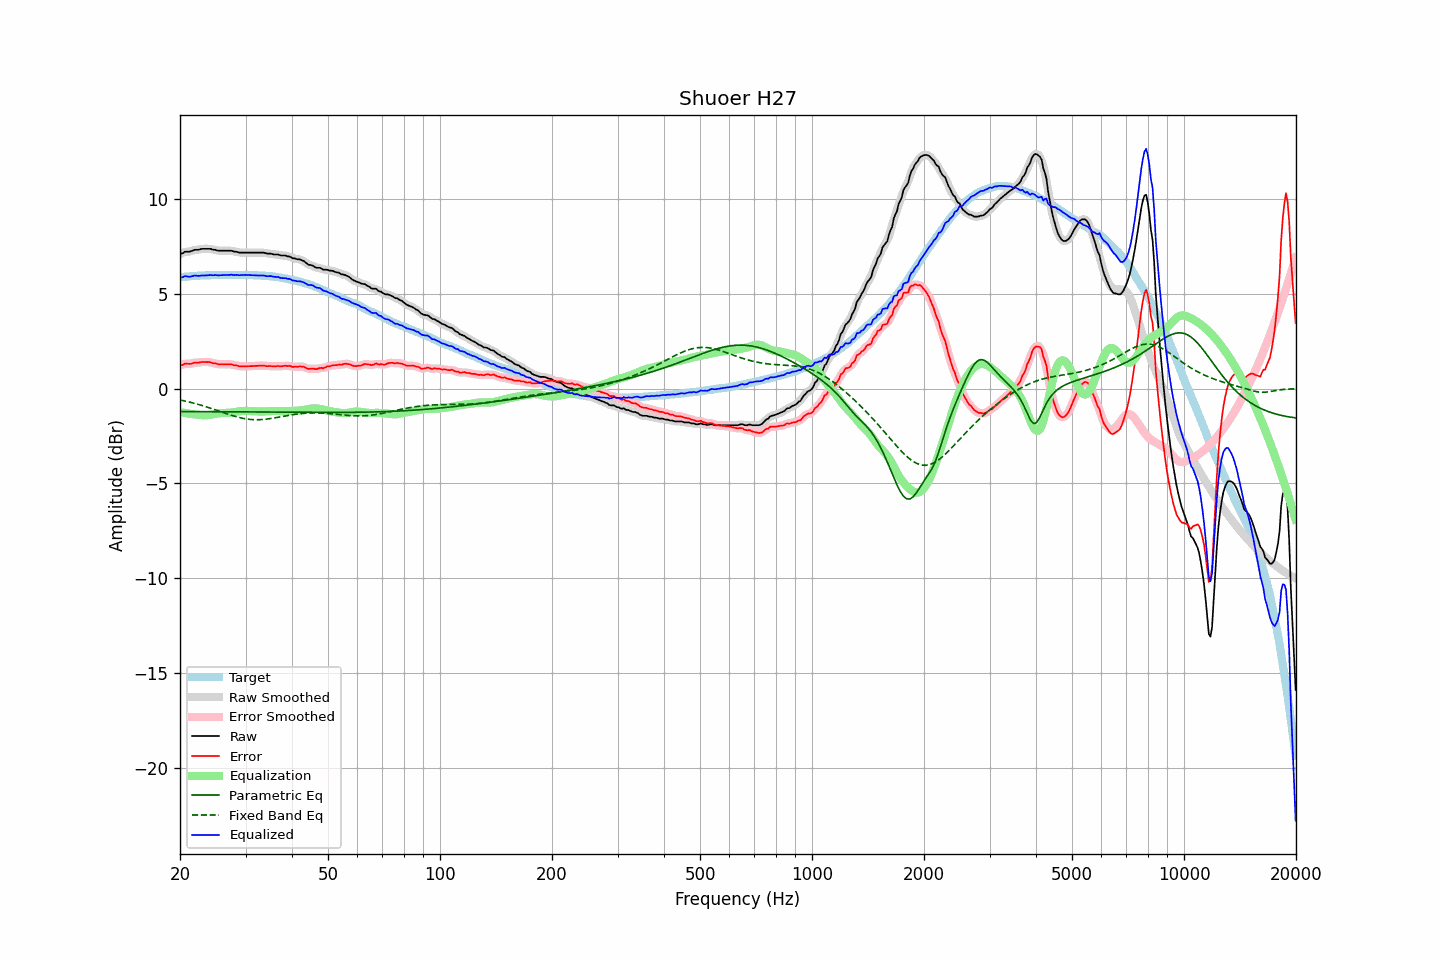 Shuoer H27
Amplitude (dBr)
10
5
0
−5
−10
−15
−20
Target
Raw Smoothed
Error Smoothed
Raw
Error
Equalization
Parametric Eq
Fixed Band Eq
Equalized
20 50 100 200 500 1000 2000 5000 10000 20000
Frequency (Hz)